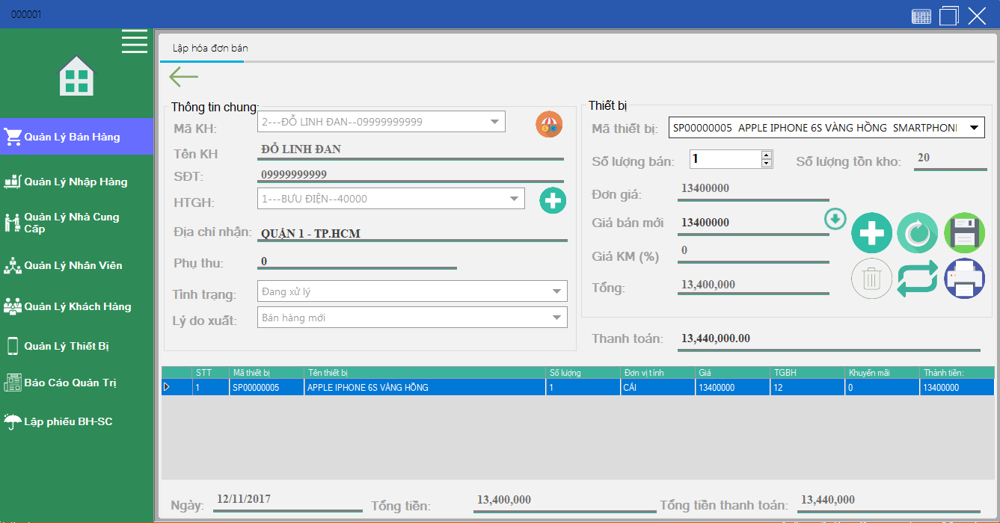 000001
Quản Lý Bán Hàng
Quản Lý Nhập Hàng
Quản Lý Nhà Cung
Cấp
Quản Lý Nhân Viên
Quản Lý Khách Hàng
Quản Lý Thiết Bị
Báo Cáo Quản Trị
Lập phiếu BH-SC
Lập hóa đơn bán
Thông tin chung:
Mã KH: 2---ĐỖ LINH ĐAN--09999999999
Tên KH ĐỖ LINH ĐAN
SĐT: 09999999999
HTGH: 1---BƯU ĐIỆN--40000
Địa chỉ nhận: QUẬN 1 - TP.HCM
Phụ thu: 0
Tình trạng: Đang xử lý
Lý do xuất: Bán hàng mới
Thiết bị
Mã thiết bị: SP00000005 APPLE IPHONE 6S VÀNG HỒNG SMARTPHONE
Số lượng bán: 1 Số lượng tồn kho: 20
Đơn giá: 13400000
Giá bán mới 13400000
Giá KM (%) 0
Tổng: 13,400,000
Thanh toán: 13,440,000.00
STT Mã thiết bị Tên thiết bị Số lượng Đơn vị tính Giá TGBH Khuyến mãi Thành tiền:
1 SP00000005 APPLE IPHONE 6S VÀNG HỒNG 1 CÁI 13400000 12 0 13400000
Ngày: 12/11/2017 Tổng tiền: 13,400,000 Tổng tiền thanh toán: 13,440,000